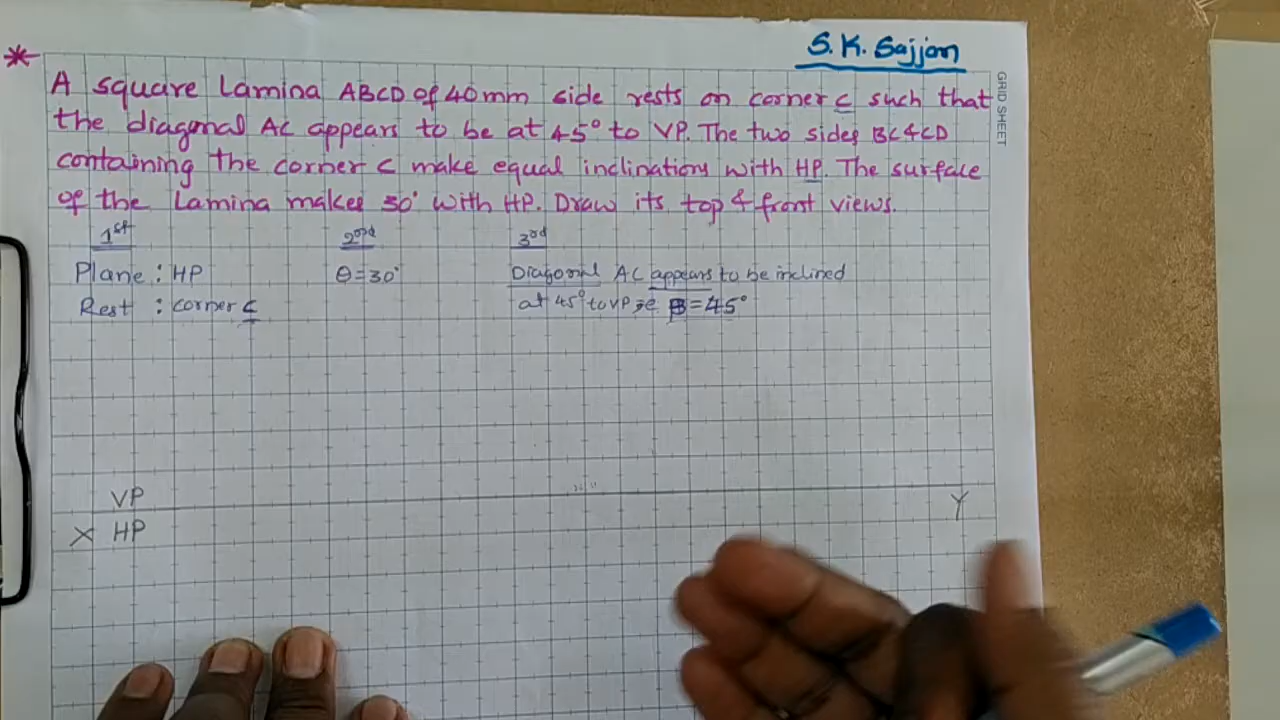 S. K. Sajjan
* A square Lamina ABCD of 40mm side rests on corner C such that
the diagonal AC appears to be at 45° to VP. The two sides BC & CD
containing the corner C make equal inclinations with HP. The surface
of the Lamina makes 30° with HP. Draw its top & front views.
1st 2nd 3rd
Plane : HP θ=30° Diagonal AC appears to be inclined
Rest : corner C at 45° to VP ie β=45°
VP
X HP Y
GRID SHEET